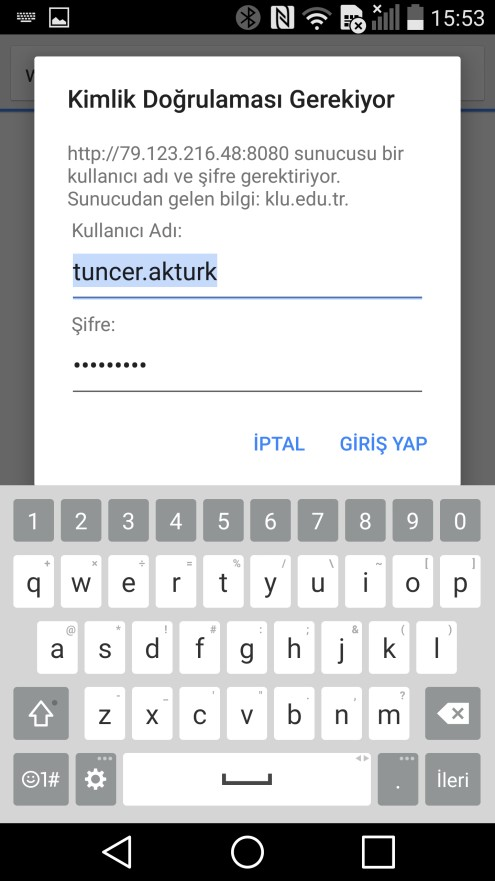 15:53
Kimlik Doğrulaması Gerekiyor
http://79.123.216.48:8080 sunucusu bir
kullanıcı adı ve şifre gerektiriyor.
Sunucudan gelen bilgi: klu.edu.tr.
Kullanıcı Adı:
tuncer.akturk
Şifre:
•••••••••
İPTAL GİRİŞ YAP
1 2 3 4 5 6 7 8 9 0
+ × ÷ = % / \ ~ [ ]
q w e r t y u i o p
@ * ! # : ; & ( )
a s d f g h j k l
- _ ' " . , ?
z x c v b n m
1# . İleri